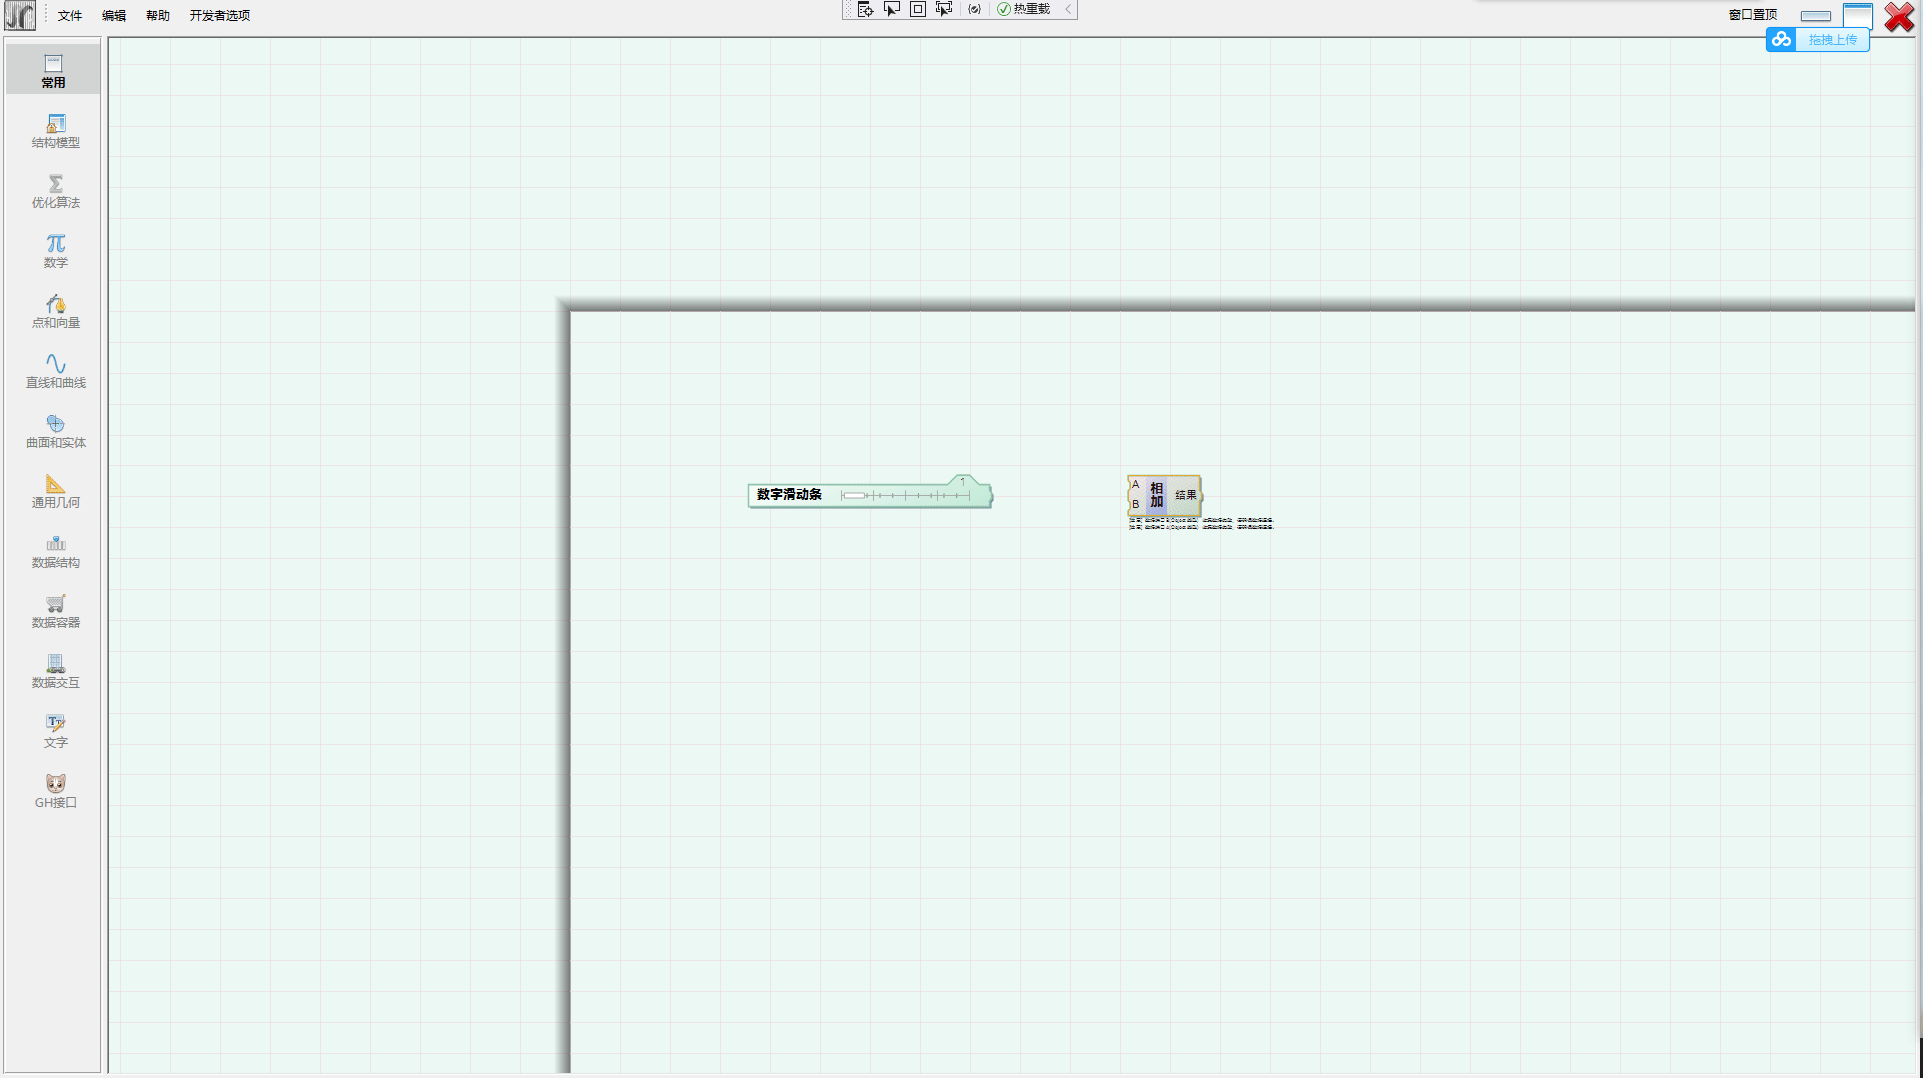 文件 编辑 帮助 开发者选项
热重载
窗口置顶
拖拽上传
常用
结构模型
优化算法
数学
点和向量
直线和曲线
曲面和实体
通用几何
数据结构
数据容器
数据交互
文字
GH接口
数字滑动条
1
A
B
相加
结果